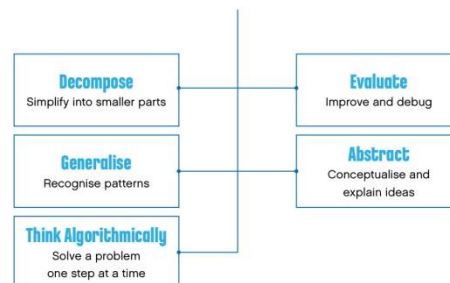 Decompose
Simplify into smaller parts
Evaluate
Improve and debug
Generalise
Recognise patterns
Abstract
Conceptualise and
explain ideas
Think Algorithmically
Solve a problem
one step at a time